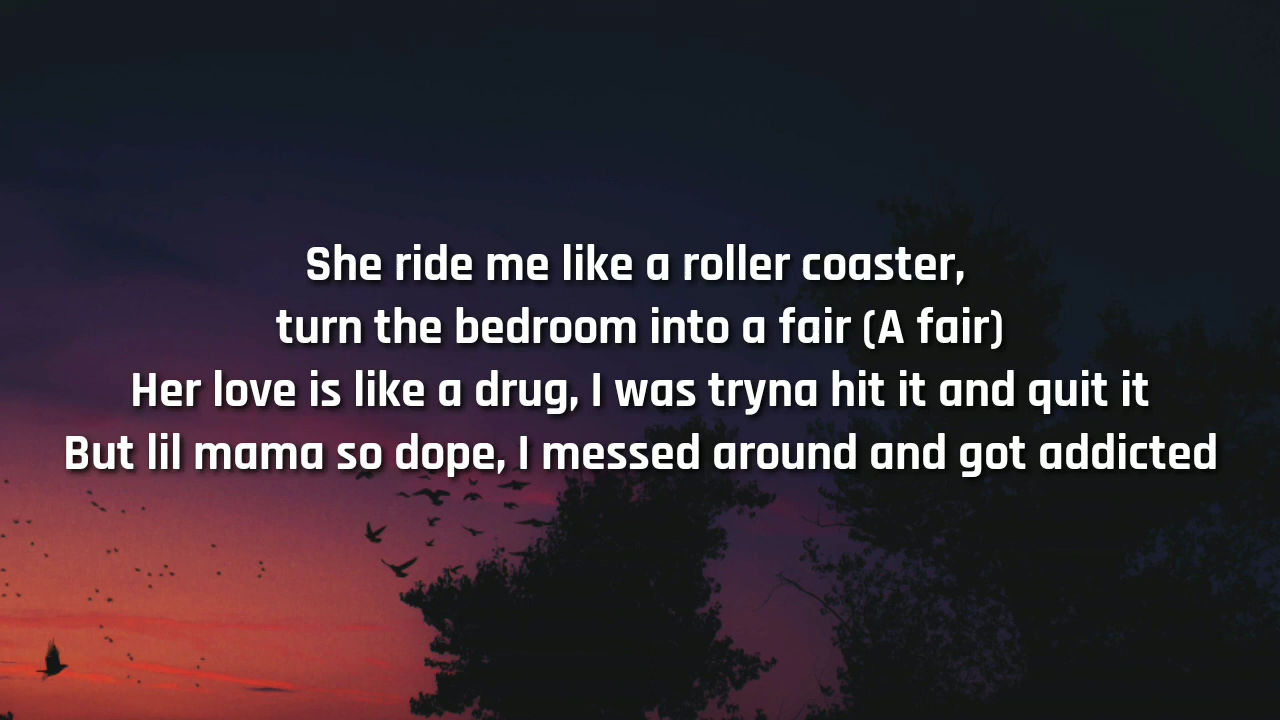 She ride me like a roller coaster,
turn the bedroom into a fair (A fair)
Her love is like a drug, I was tryna hit it and quit it
But lil mama so dope, I messed around and got addicted